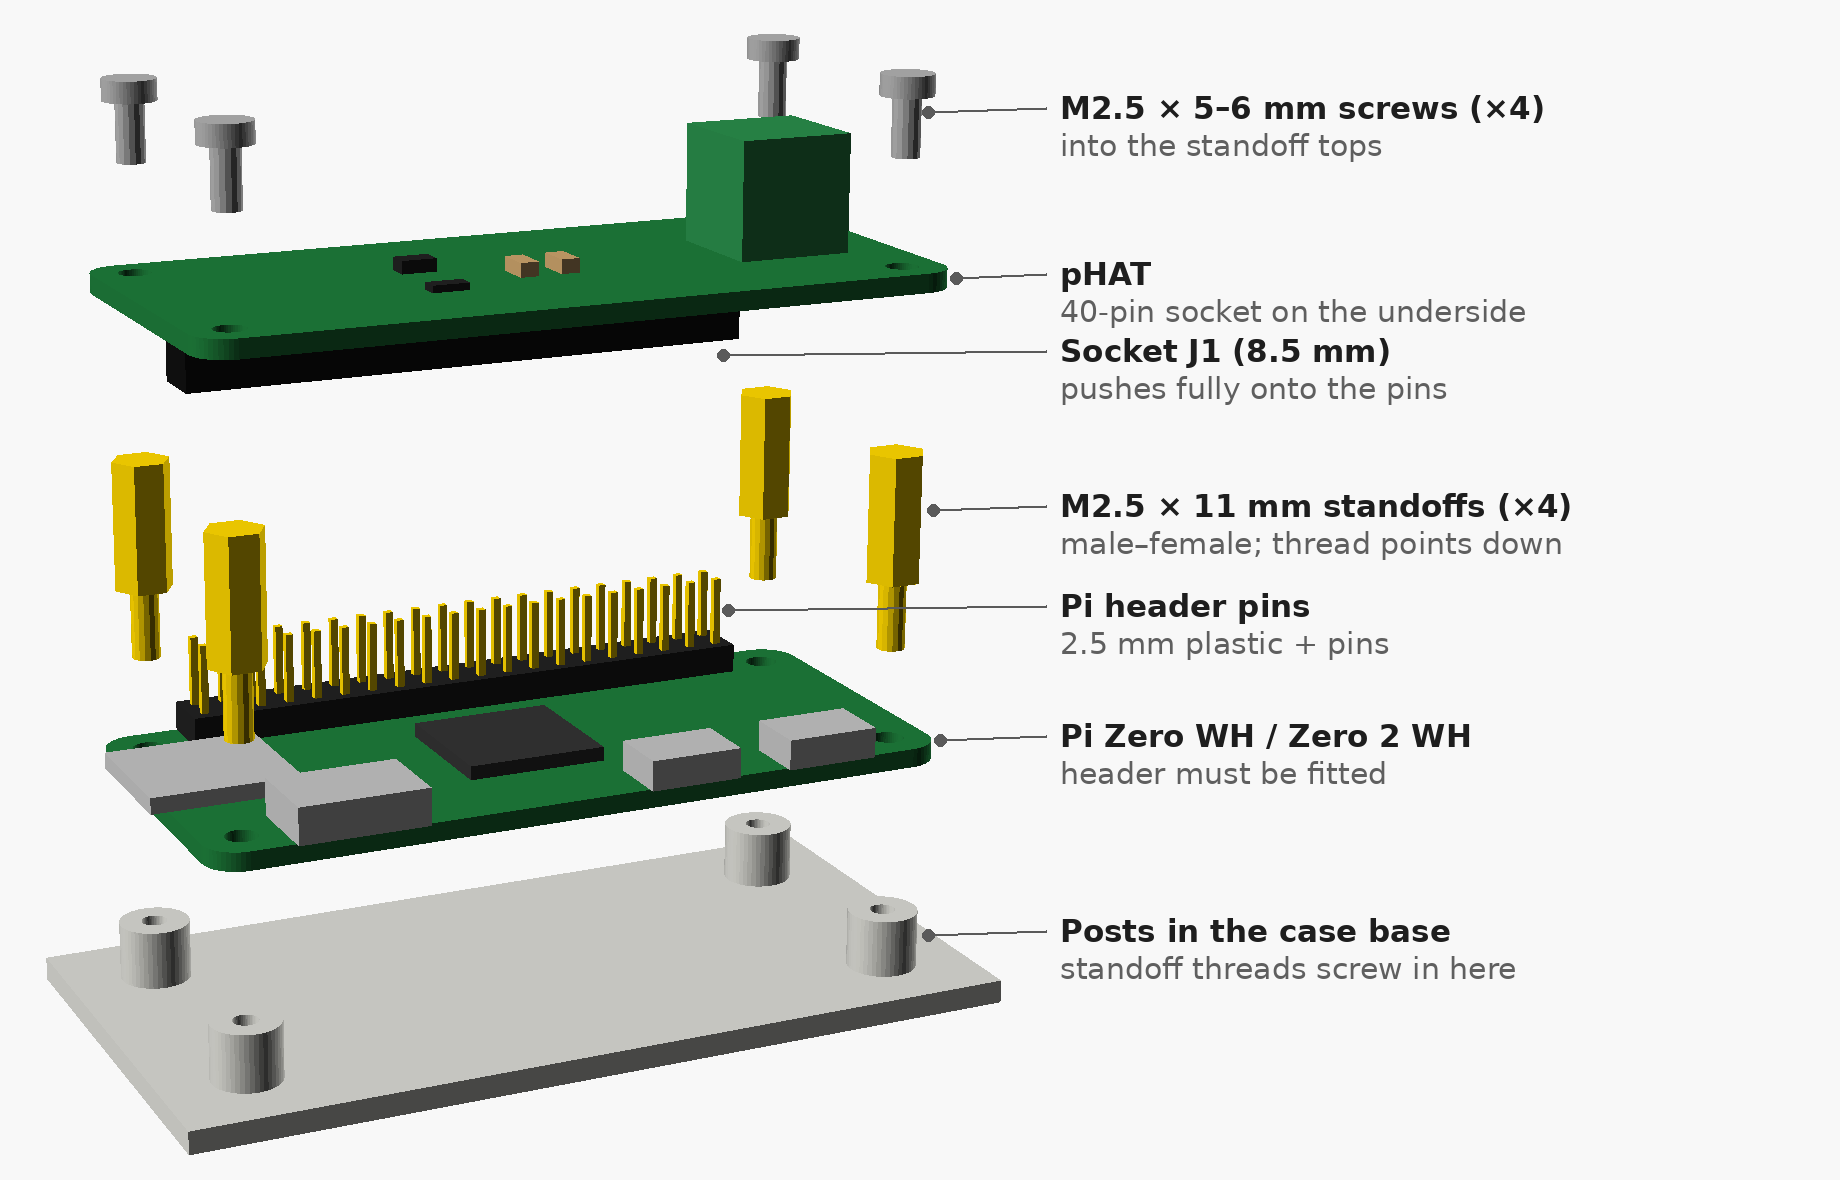 M2.5 × 5–6 mm screws (×4)
into the standoff tops
pHAT
40-pin socket on the underside
Socket J1 (8.5 mm)
pushes fully onto the pins
M2.5 × 11 mm standoffs (×4)
male–female; thread points down
Pi header pins
2.5 mm plastic + pins
Pi Zero WH / Zero 2 WH
header must be fitted
Posts in the case base
standoff threads screw in here